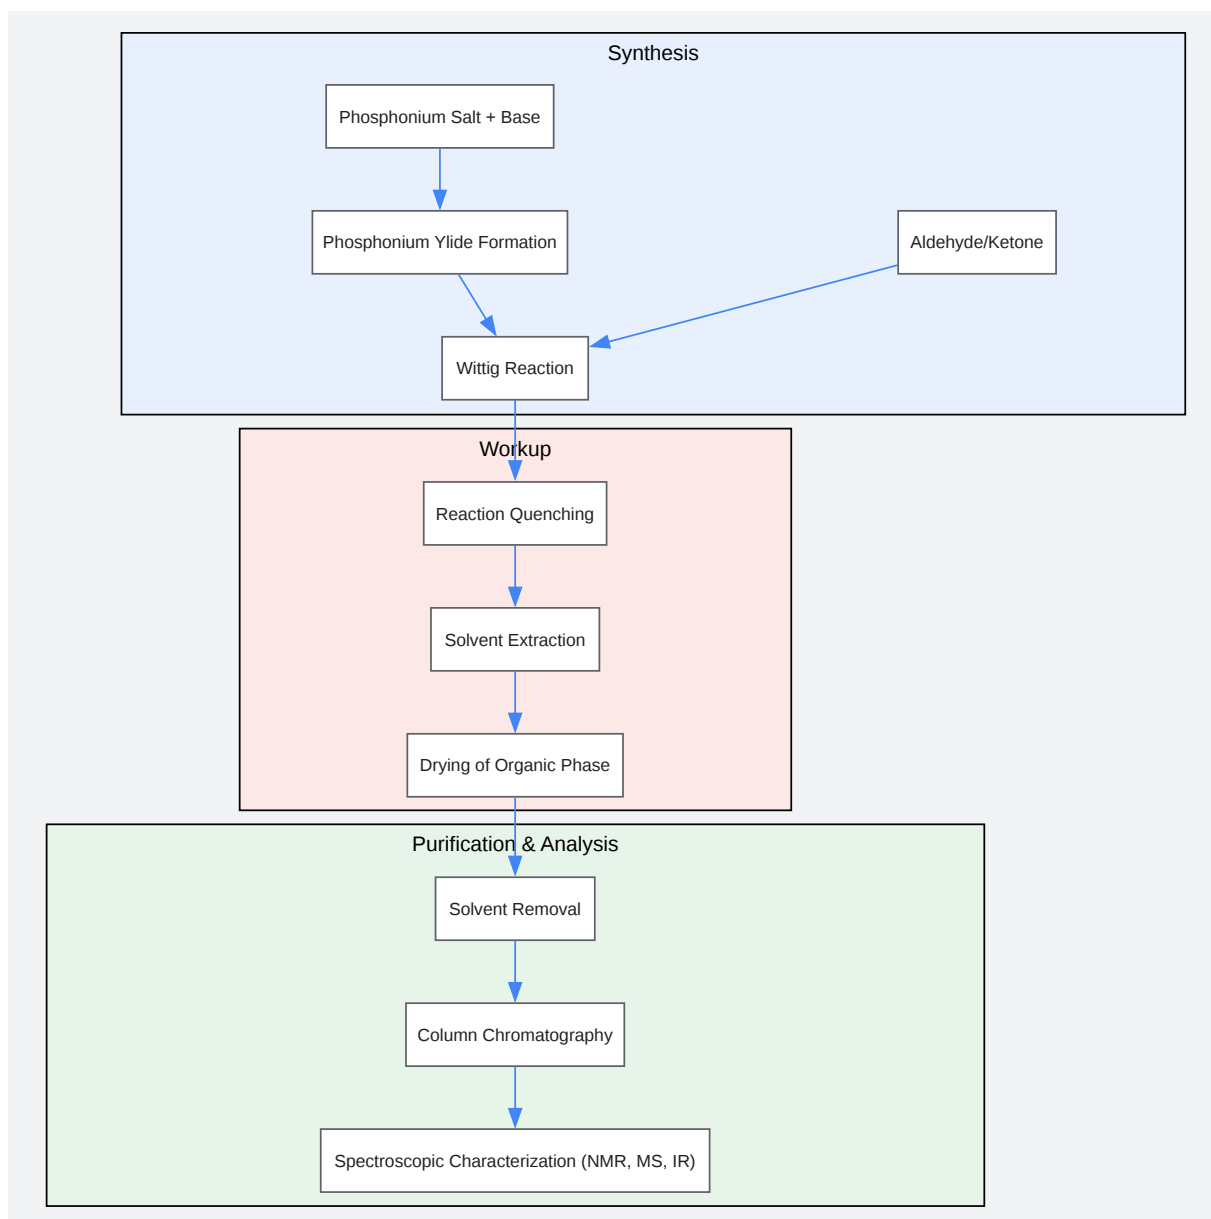 Synthesis
Phosphonium Salt + Base
Phosphonium Ylide Formation
Aldehyde/Ketone
Wittig Reaction
Workup
Reaction Quenching
Solvent Extraction
Drying of Organic Phase
Purification & Analysis
Solvent Removal
Column Chromatography
Spectroscopic Characterization (NMR, MS, IR)